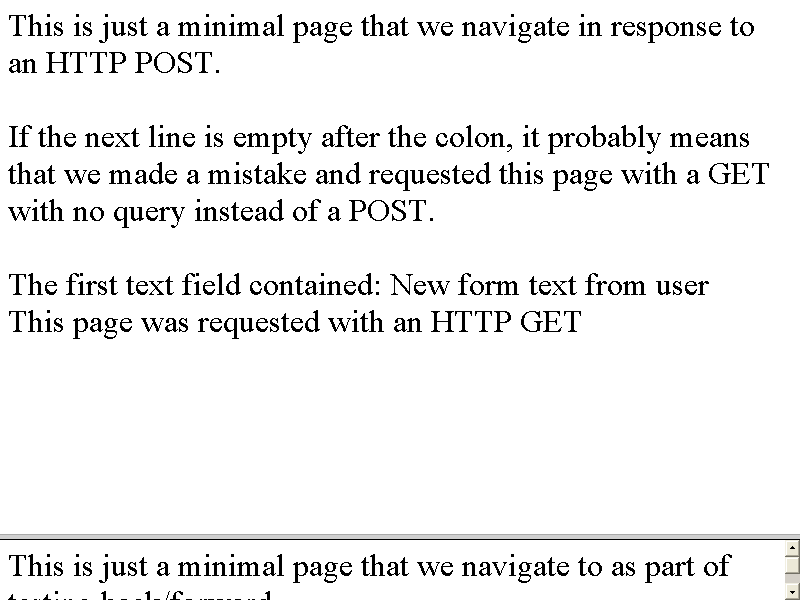 This is just a minimal page that we navigate in response to
an HTTP POST.
If the next line is empty after the colon, it probably means
that we made a mistake and requested this page with a GET
with no query instead of a POST.
The first text field contained: New form text from user
This page was requested with an HTTP GET
This is just a minimal page that we navigate to as part of
testing back/forward